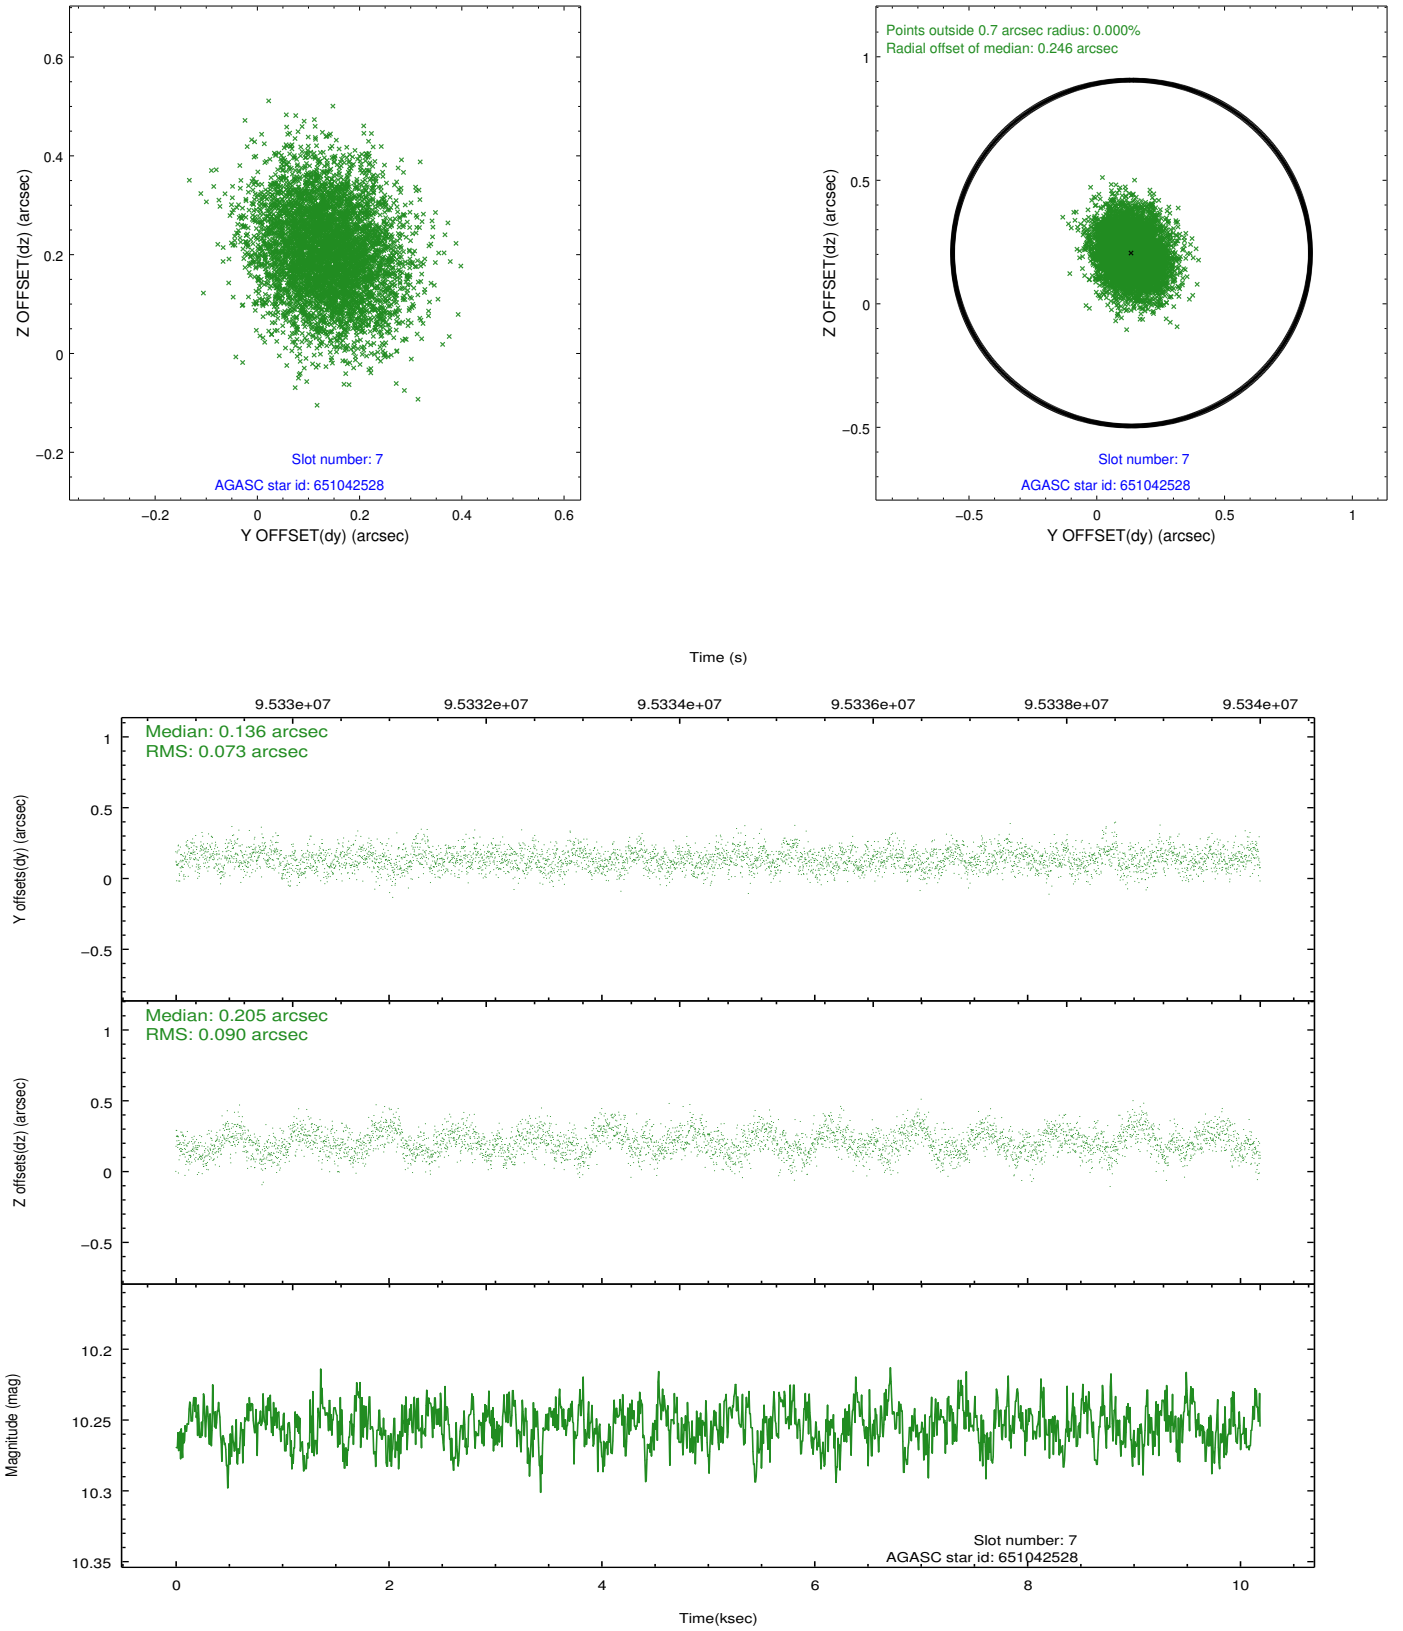 0.6
0.4
0.2
0
−0.2
Z OFFSET(dz) (arcsec)
Slot number: 7
AGASC star id: 651042528
−0.2 0 0.2 0.4 0.6
Y OFFSET(dy) (arcsec)
Points outside 0.7 arcsec radius: 0.000%
Radial offset of median: 0.246 arcsec
1
0.5
0
−0.5
Z OFFSET(dz) (arcsec)
Slot number: 7
AGASC star id: 651042528
−0.5 0 0.5 1
Y OFFSET(dy) (arcsec)
Time (s)
9.533e+07 9.5332e+07 9.5334e+07 9.5336e+07 9.5338e+07 9.534e+07
Median: 0.136 arcsec
RMS: 0.073 arcsec
1
0.5
0
−0.5
Y offsets(dy) (arcsec)
Median: 0.205 arcsec
RMS: 0.090 arcsec
1
0.5
0
−0.5
Z offsets(dz) (arcsec)
10.2
10.25
10.3
10.35
Magnitude (mag)
Slot number: 7
AGASC star id: 651042528
0 2 4 6 8 10
Time(ksec)